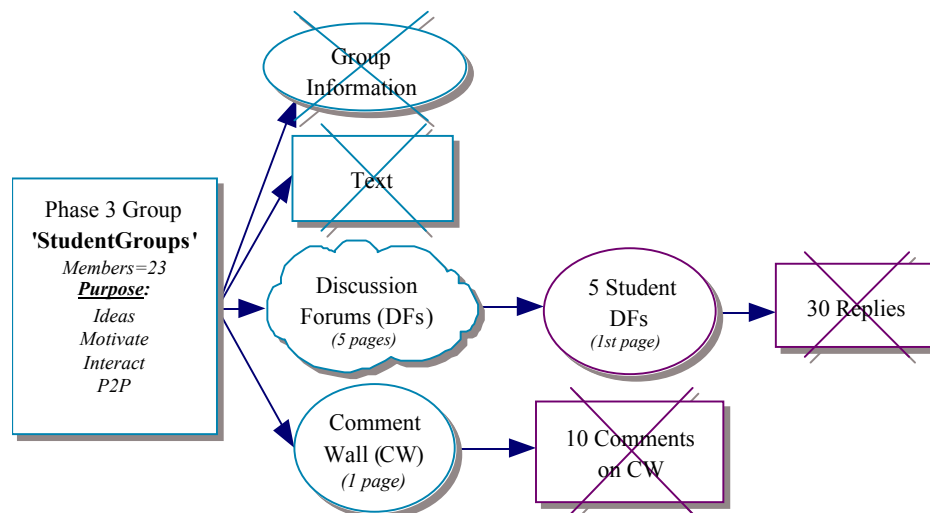 Group
Information
Text
Phase 3 Group
'StudentGroups'
Members=23
Purpose:
Ideas
Motivate
Interact
P2P
Discussion
Forums (DFs)
(5 pages)
5 Student
DFs
(1st page)
30 Replies
Comment
Wall (CW)
(1 page)
10 Comments
on CW